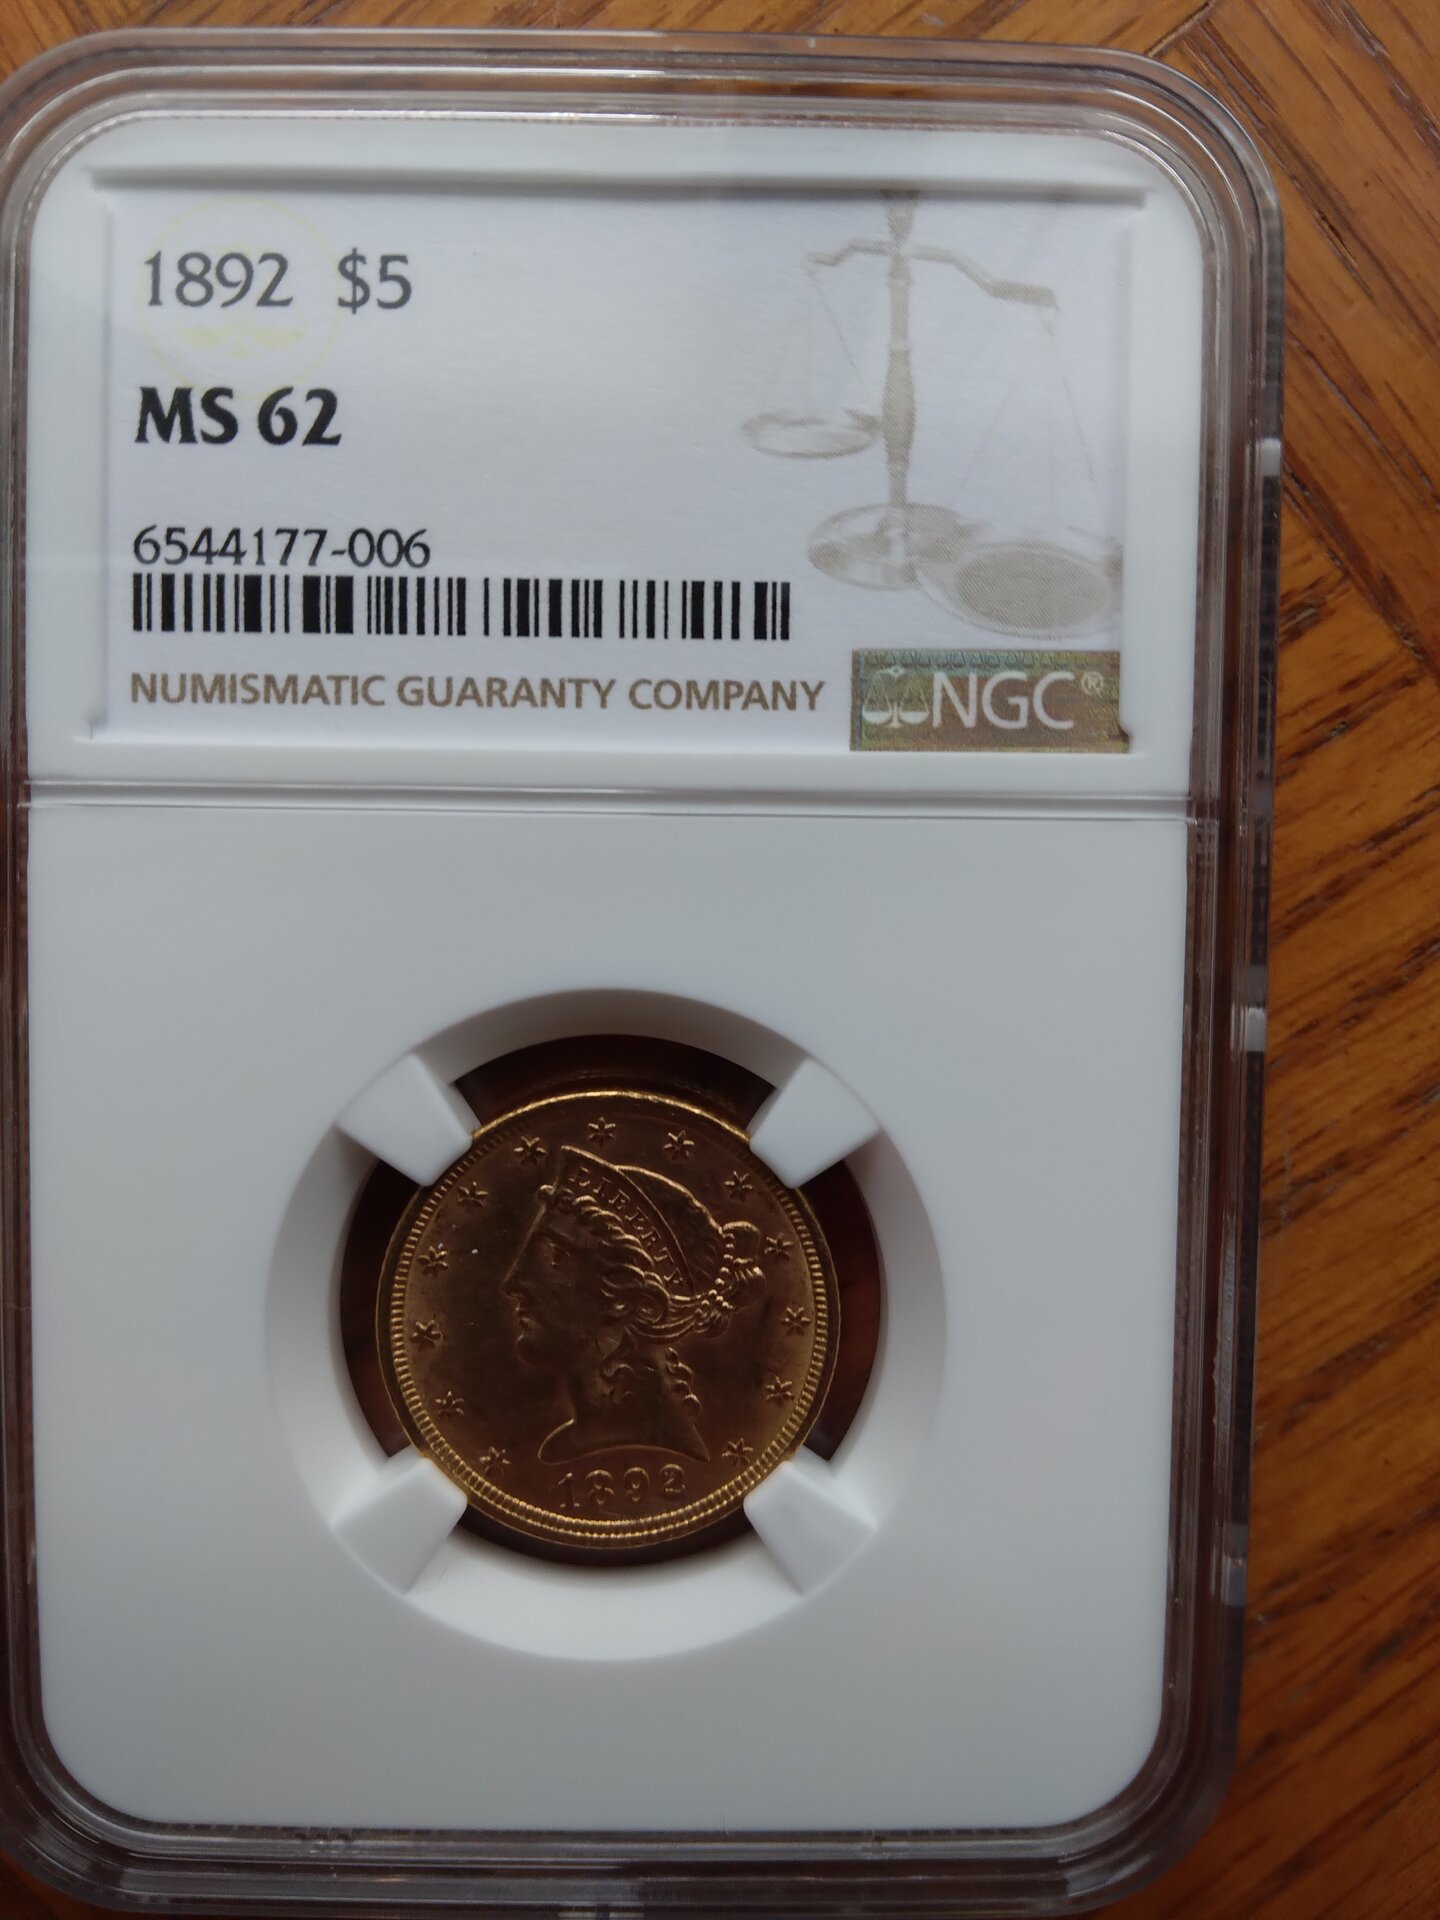 1892 $5
MS 62
6544177-006
NUMISMATIC GUARANTY COMPANY
NGC®
LIBERTY
1892